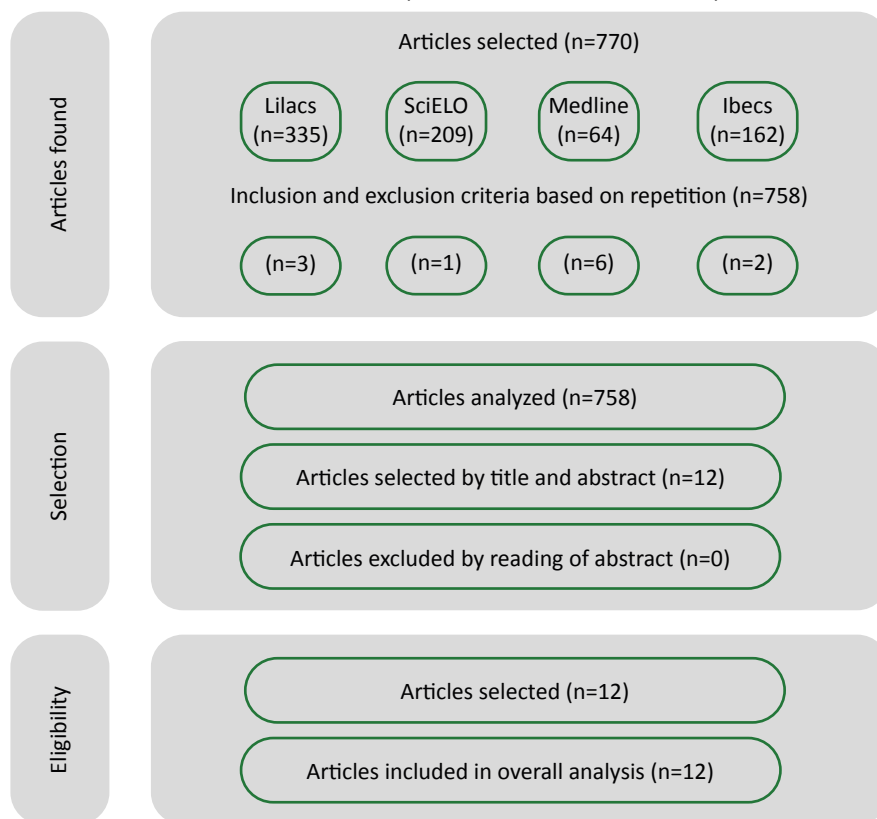 Articles found
Articles selected (n=770)
Lilacs
(n=335)
SciELO
(n=209)
Medline
(n=64)
Ibecs
(n=162)
Inclusion and exclusion criteria based on repetition (n=758)
(n=3)
(n=1)
(n=6)
(n=2)
Selection
Articles analyzed (n=758)
Articles selected by title and abstract (n=12)
Articles excluded by reading of abstract (n=0)
Eligibility
Articles selected (n=12)
Articles included in overall analysis (n=12)